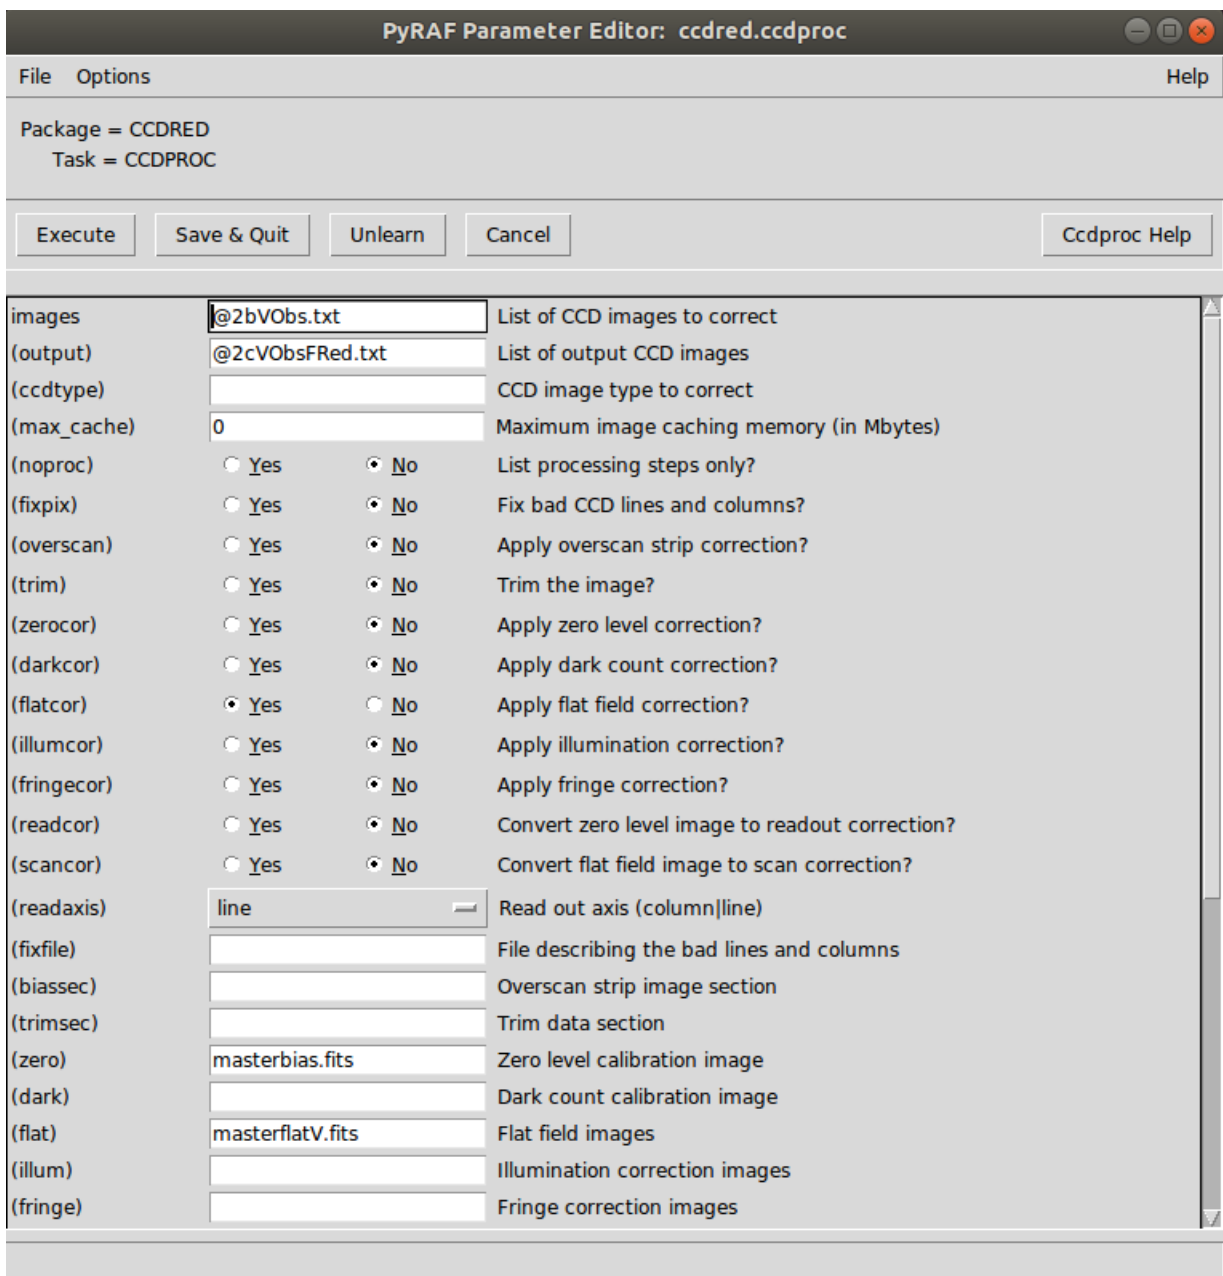 PyRAF Parameter Editor:  ccdred.ccdproc
File Options Help
Package = CCDRED
Task = CCDPROC
Execute Save & Quit Unlearn Cancel Ccdproc Help
images @2bVObs.txt List of CCD images to correct
(output) @2cVObsFRed.txt List of output CCD images
(ccdtype) CCD image type to correct
(max_cache) 0 Maximum image caching memory (in Mbytes)
(noproc) Yes No List processing steps only?
(fixpix) Yes No Fix bad CCD lines and columns?
(overscan) Yes No Apply overscan strip correction?
(trim) Yes No Trim the image?
(zerocor) Yes No Apply zero level correction?
(darkcor) Yes No Apply dark count correction?
(flatcor) Yes No Apply flat field correction?
(illumcor) Yes No Apply illumination correction?
(fringecor) Yes No Apply fringe correction?
(readcor) Yes No Convert zero level image to readout correction?
(scancor) Yes No Convert flat field image to scan correction?
(readaxis) line Read out axis (column|line)
(fixfile) File describing the bad lines and columns
(biassec) Overscan strip image section
(trimsec) Trim data section
(zero) masterbias.fits Zero level calibration image
(dark) Dark count calibration image
(flat) masterflatV.fits Flat field images
(illum) Illumination correction images
(fringe) Fringe correction images